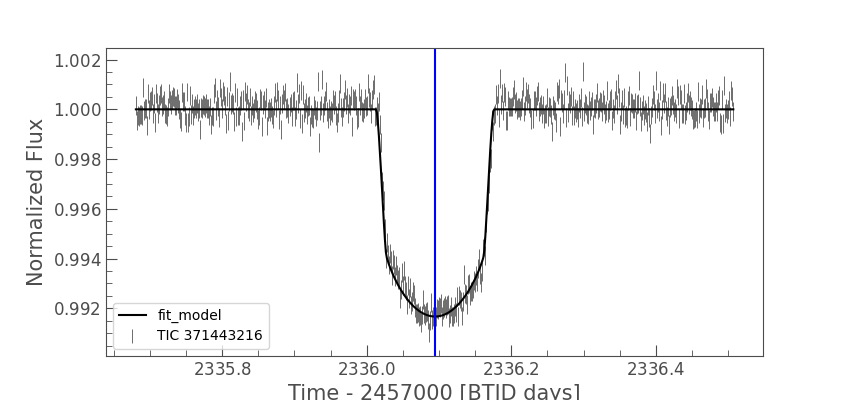 1.002
1.000
0.998
0.996
0.994
0.992
Normalized Flux
fit_model
TIC 371443216
2335.8 2336.0 2336.2 2336.4
Time - 2457000 [BTJD days]